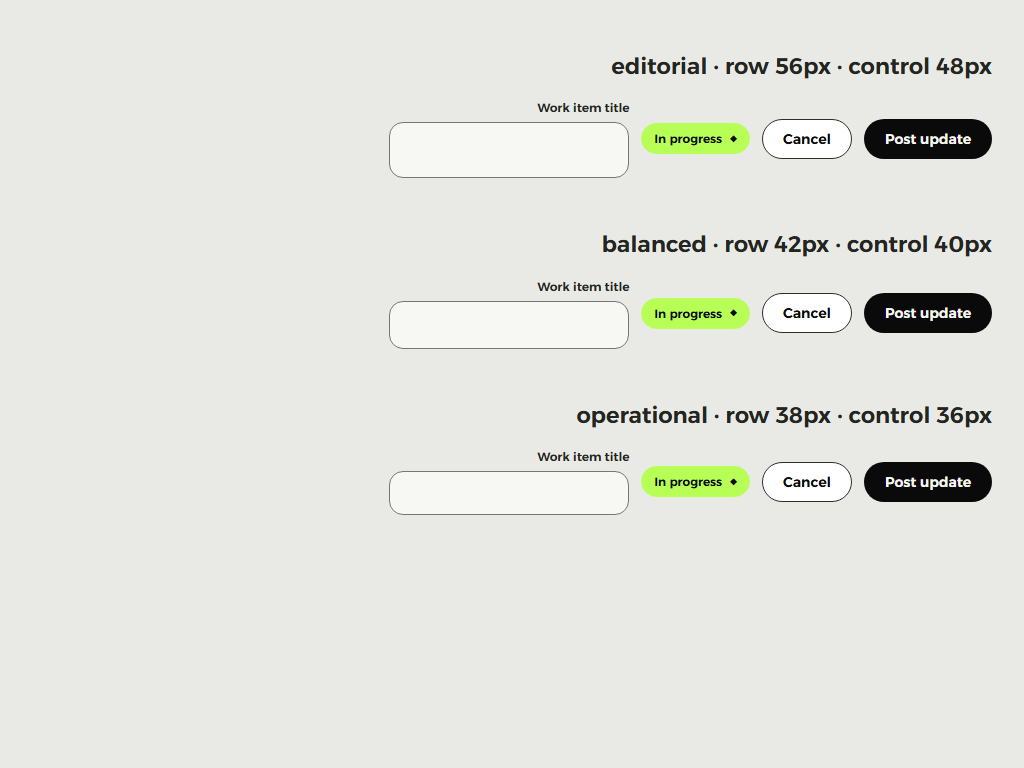 editorial · row 56px · control 48px
Work item title
In progress ◆ Cancel Post update
balanced · row 42px · control 40px
Work item title
In progress ◆ Cancel Post update
operational · row 38px · control 36px
Work item title
In progress ◆ Cancel Post update